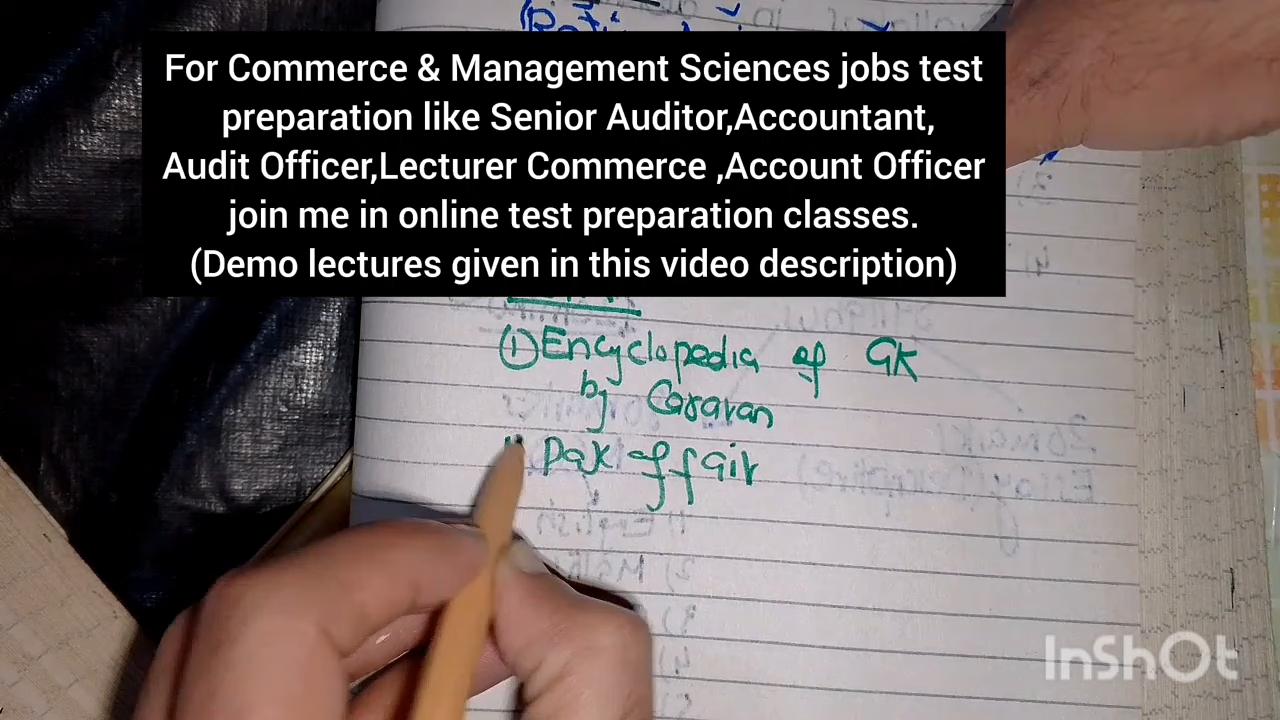 For Commerce & Management Sciences jobs test
preparation like Senior Auditor,Accountant,
Audit Officer,Lecturer Commerce ,Account Officer
join me in online test preparation classes.
(Demo lectures given in this video description)
① Encyclopedia of GK
by Caravan
" Pak affair
InShOt